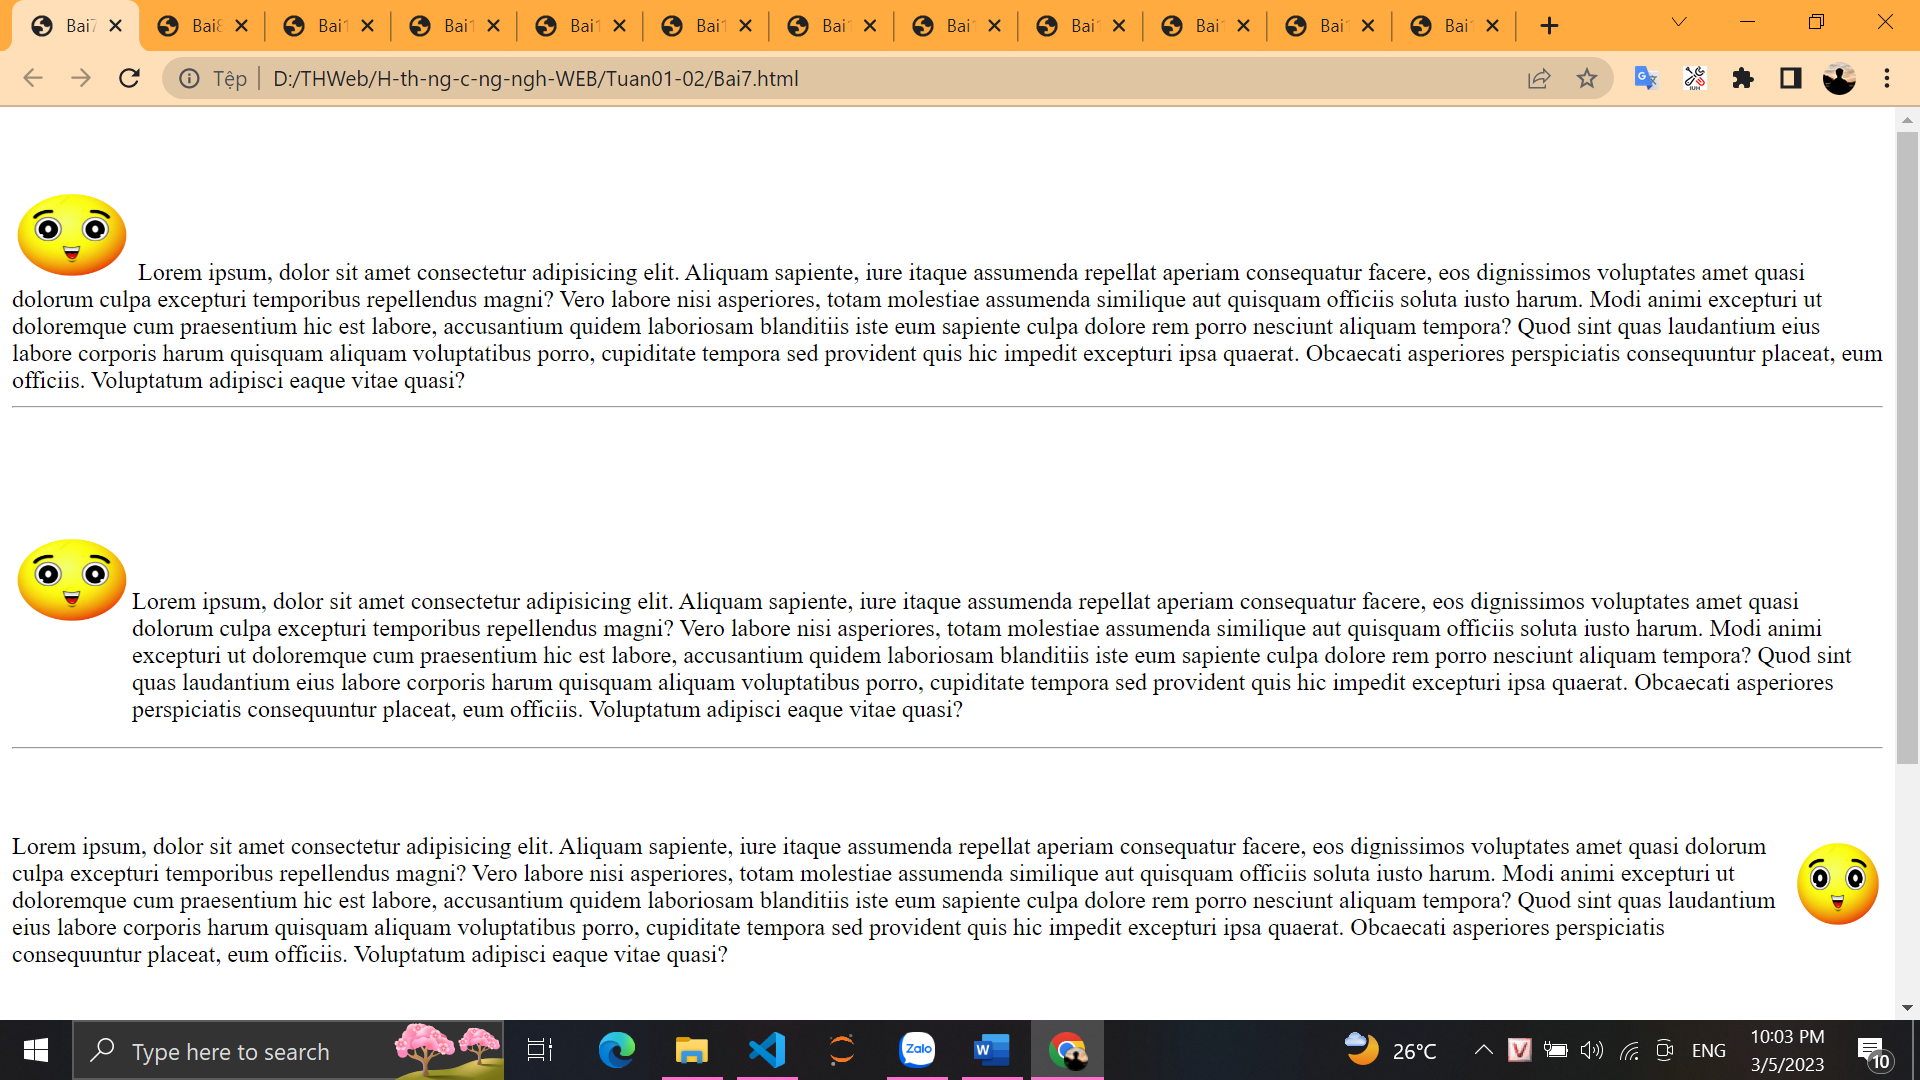 Bai7
Bai8
Bai1
Bai1
Bai1
Bai1
Bai1
Bai1
Bai1
Bai1
Bai1
Bai1
Tệp
D:/THWeb/H-th-ng-c-ng-ngh-WEB/Tuan01-02/Bai7.html
IUH
Lorem ipsum, dolor sit amet consectetur adipisicing elit. Aliquam sapiente, iure itaque assumenda repellat aperiam consequatur facere, eos dignissimos voluptates amet quasi
dolorum culpa excepturi temporibus repellendus magni? Vero labore nisi asperiores, totam molestiae assumenda similique aut quisquam officiis soluta iusto harum. Modi animi excepturi ut
doloremque cum praesentium hic est labore, accusantium quidem laboriosam blanditiis iste eum sapiente culpa dolore rem porro nesciunt aliquam tempora? Quod sint quas laudantium eius
labore corporis harum quisquam aliquam voluptatibus porro, cupiditate tempora sed provident quis hic impedit excepturi ipsa quaerat. Obcaecati asperiores perspiciatis consequuntur placeat, eum
officiis. Voluptatum adipisci eaque vitae quasi?
Lorem ipsum, dolor sit amet consectetur adipisicing elit. Aliquam sapiente, iure itaque assumenda repellat aperiam consequatur facere, eos dignissimos voluptates amet quasi
dolorum culpa excepturi temporibus repellendus magni? Vero labore nisi asperiores, totam molestiae assumenda similique aut quisquam officiis soluta iusto harum. Modi animi
excepturi ut doloremque cum praesentium hic est labore, accusantium quidem laboriosam blanditiis iste eum sapiente culpa dolore rem porro nesciunt aliquam tempora? Quod sint
quas laudantium eius labore corporis harum quisquam aliquam voluptatibus porro, cupiditate tempora sed provident quis hic impedit excepturi ipsa quaerat. Obcaecati asperiores
perspiciatis consequuntur placeat, eum officiis. Voluptatum adipisci eaque vitae quasi?
Lorem ipsum, dolor sit amet consectetur adipisicing elit. Aliquam sapiente, iure itaque assumenda repellat aperiam consequatur facere, eos dignissimos voluptates amet quasi dolorum
culpa excepturi temporibus repellendus magni? Vero labore nisi asperiores, totam molestiae assumenda similique aut quisquam officiis soluta iusto harum. Modi animi excepturi ut
doloremque cum praesentium hic est labore, accusantium quidem laboriosam blanditiis iste eum sapiente culpa dolore rem porro nesciunt aliquam tempora? Quod sint quas laudantium
eius labore corporis harum quisquam aliquam voluptatibus porro, cupiditate tempora sed provident quis hic impedit excepturi ipsa quaerat. Obcaecati asperiores perspiciatis
consequuntur placeat, eum officiis. Voluptatum adipisci eaque vitae quasi?
Type here to search
Zalo
W
26°C
V
ENG
10:03 PM
3/5/2023
10